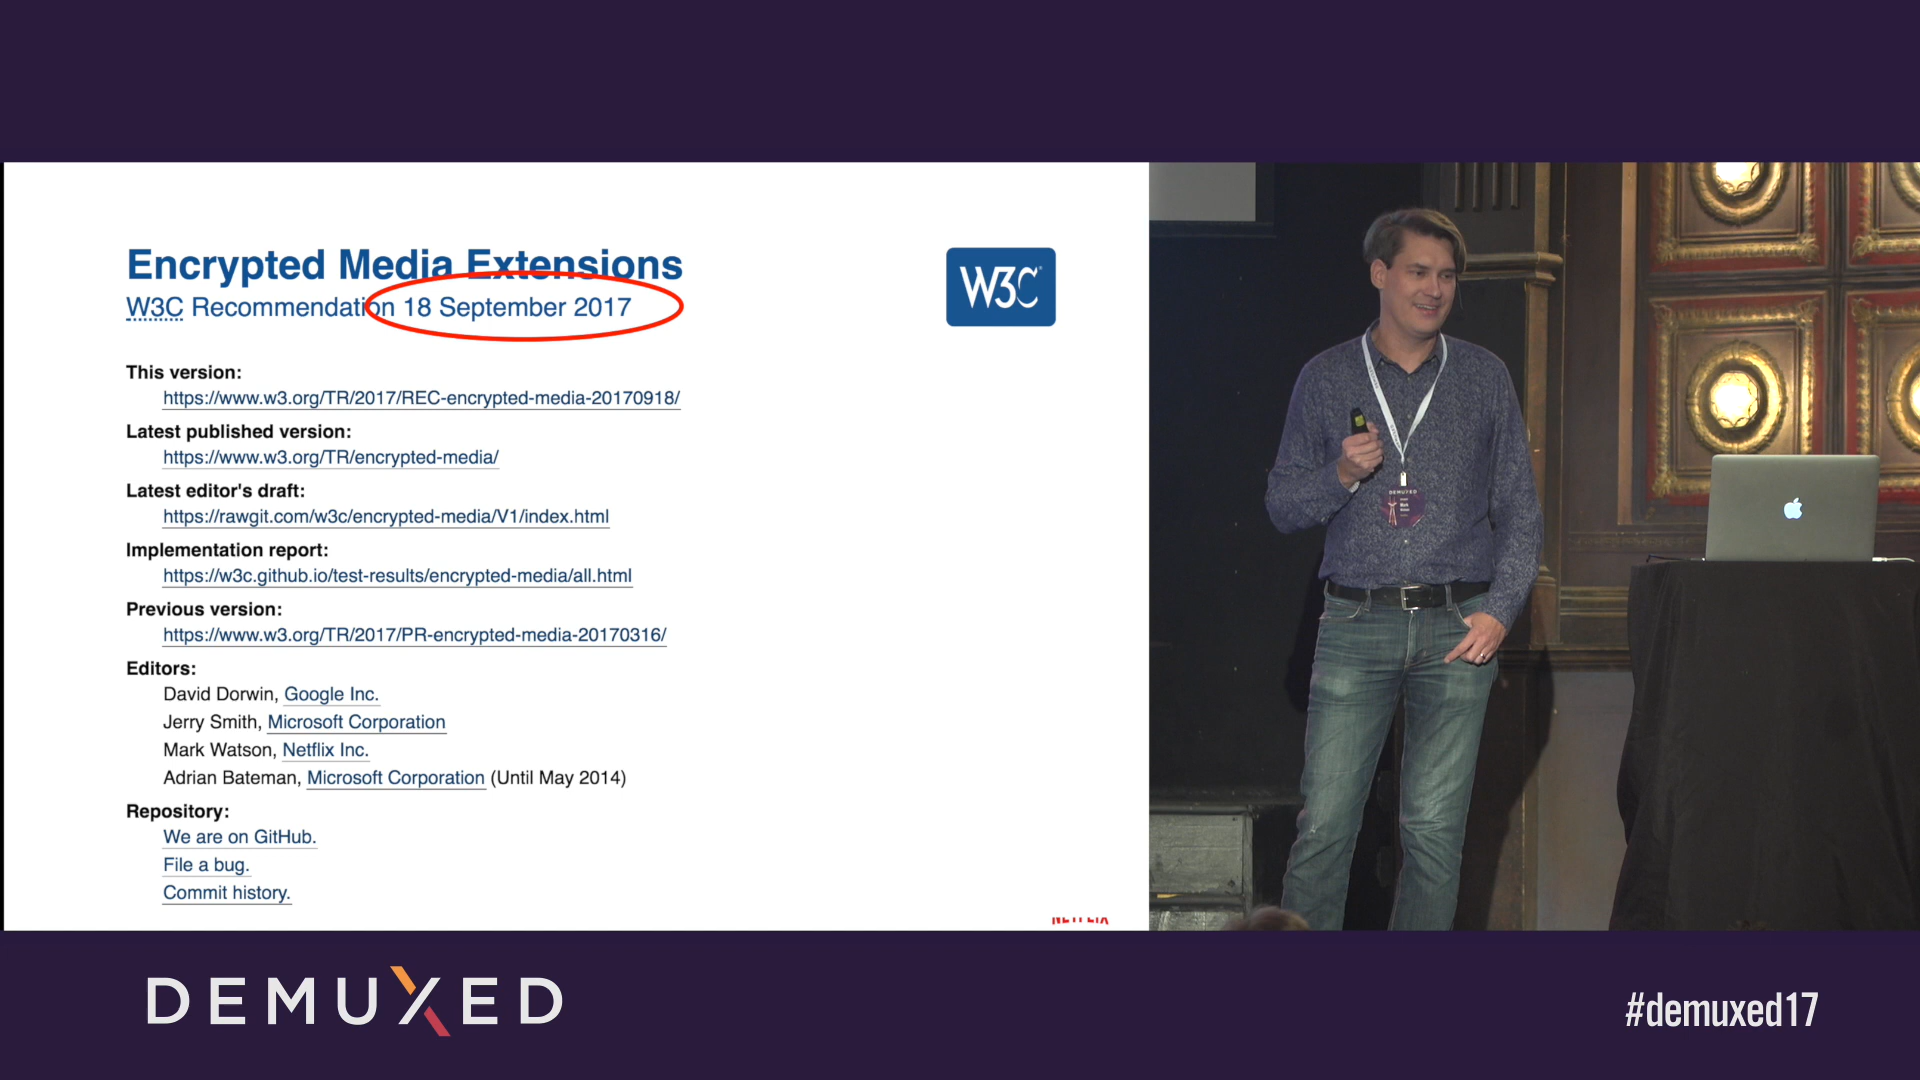 Encrypted Media Extensions
W3C Recommendation 18 September 2017
W3C
This version:
https://www.w3.org/TR/2017/REC-encrypted-media-20170918/
Latest published version:
https://www.w3.org/TR/encrypted-media/
Latest editor's draft:
https://rawgit.com/w3c/encrypted-media/V1/index.html
Implementation report:
https://w3c.github.io/test-results/encrypted-media/all.html
Previous version:
https://www.w3.org/TR/2017/PR-encrypted-media-20170316/
Editors:
David Dorwin, Google Inc.
Jerry Smith, Microsoft Corporation
Mark Watson, Netflix Inc.
Adrian Bateman, Microsoft Corporation (Until May 2014)
Repository:
We are on GitHub.
File a bug.
Commit history.
NETFLIX
DEMUXED
Mark
DEMUXED
#demuxed17